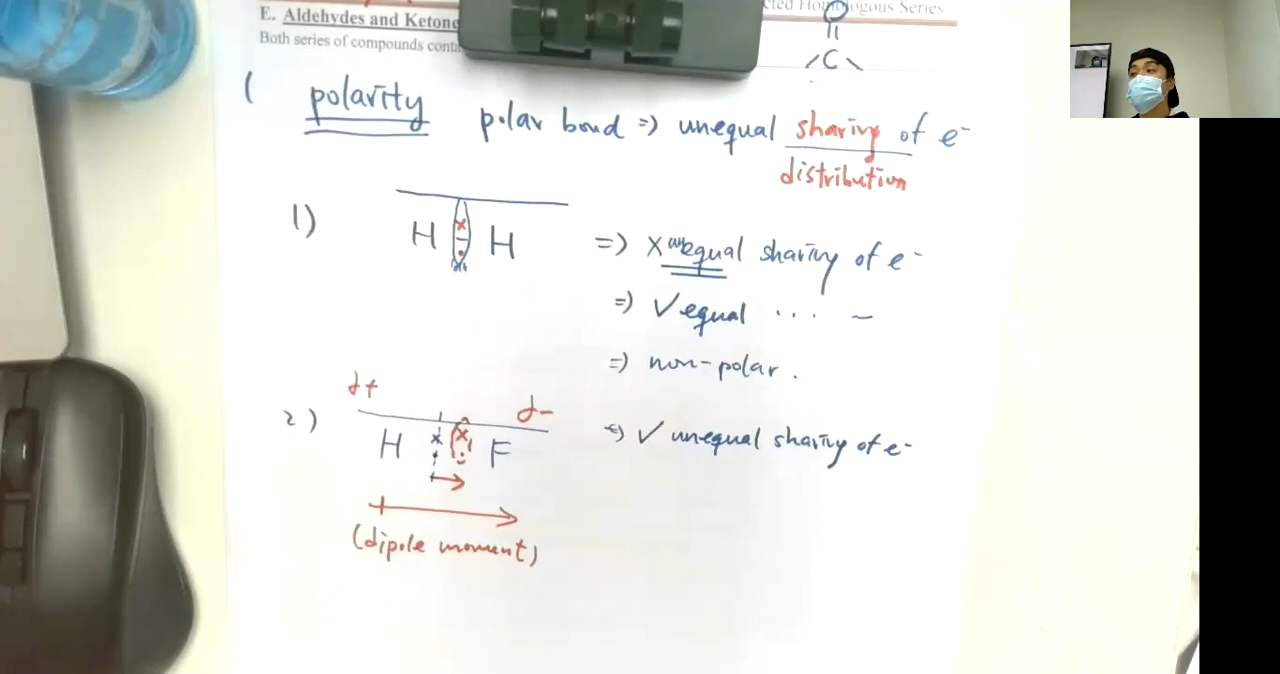 E. Aldehydes and Ketone
cted Homologous Series
Both series of compounds conta
O
C
( polarity polar bond => unequal sharing of e-
distribution
1) H x H => x unequal sharing of e-
=> ✓ equal ... -
=> non-polar.
δ+ δ-
2) H x x F => ✓ unequal sharing of e-
(dipole moment)